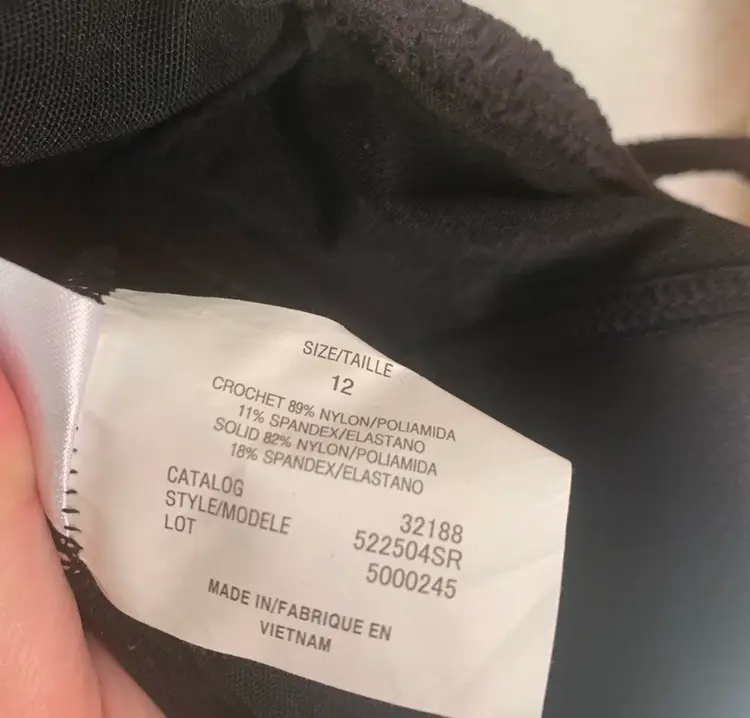 SIZE/TAILLE
12
CROCHET 89% NYLON/POLIAMIDA
11% SPANDEX/ELASTANO
SOLID 82% NYLON/POLIAMIDA
18% SPANDEX/ELASTANO
CATALOG 32188
STYLE/MODELE 522504SR
LOT 5000245
MADE IN/FABRIQUE EN
VIETNAM